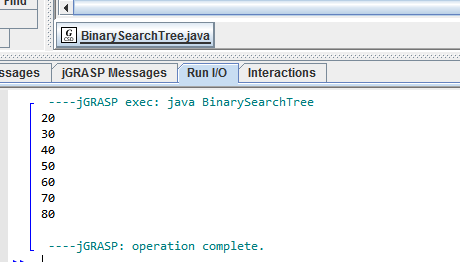 Find
G
CSD
BinarySearchTree.java
ssages
jGRASP Messages
Run I/O
Interactions
----jGRASP exec: java BinarySearchTree
20
30
40
50
60
70
80
----jGRASP: operation complete.